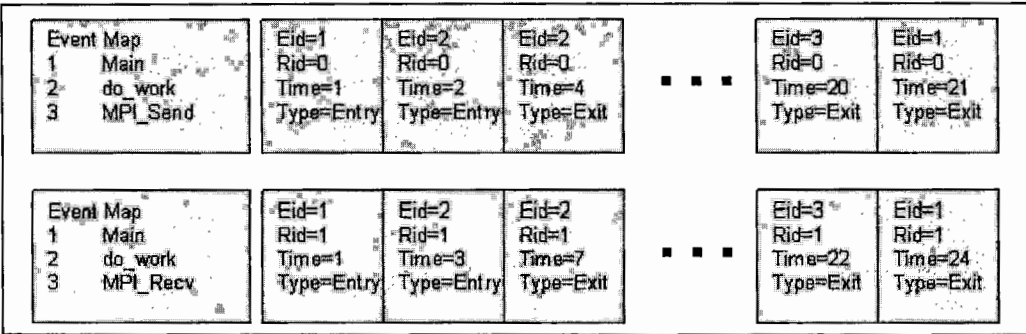 Event Map
1 Main
2 do_work
3 MPI_Send
Eid=1
Rid=0
Time=1
Type=Entry
Eid=2
Rid=0
Time=2
Type=Entry
Eid=2
Rid=0
Time=4
Type=Exit
Eid=3
Rid=0
Time=20
Type=Exit
Eid=1
Rid=0
Time=21
Type=Exit
Event Map
1 Main
2 do_work
3 MPI_Recv
Eid=1
Rid=1
Time=1
Type=Entry
Eid=2
Rid=1
Time=3
Type=Entry
Eid=2
Rid=1
Time=7
Type=Exit
Eid=3
Rid=1
Time=22
Type=Exit
Eid=1
Rid=1
Time=24
Type=Exit